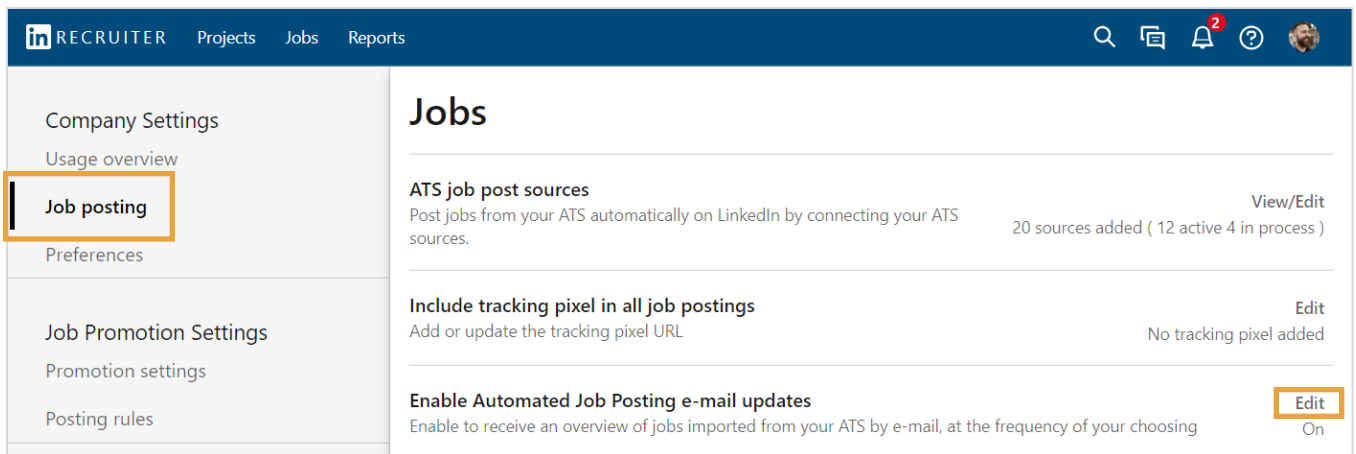 in RECRUITER Projects Jobs Reports 2
Company Settings
Usage overview
Job posting
Preferences
Job Promotion Settings
Promotion settings
Posting rules
Jobs
ATS job post sources
Post jobs from your ATS automatically on LinkedIn by connecting your ATS
sources.
View/Edit
20 sources added ( 12 active 4 in process )
Include tracking pixel in all job postings
Add or update the tracking pixel URL
Edit
No tracking pixel added
Enable Automated Job Posting e-mail updates
Enable to receive an overview of jobs imported from your ATS by e-mail, at the frequency of your choosing
Edit
On